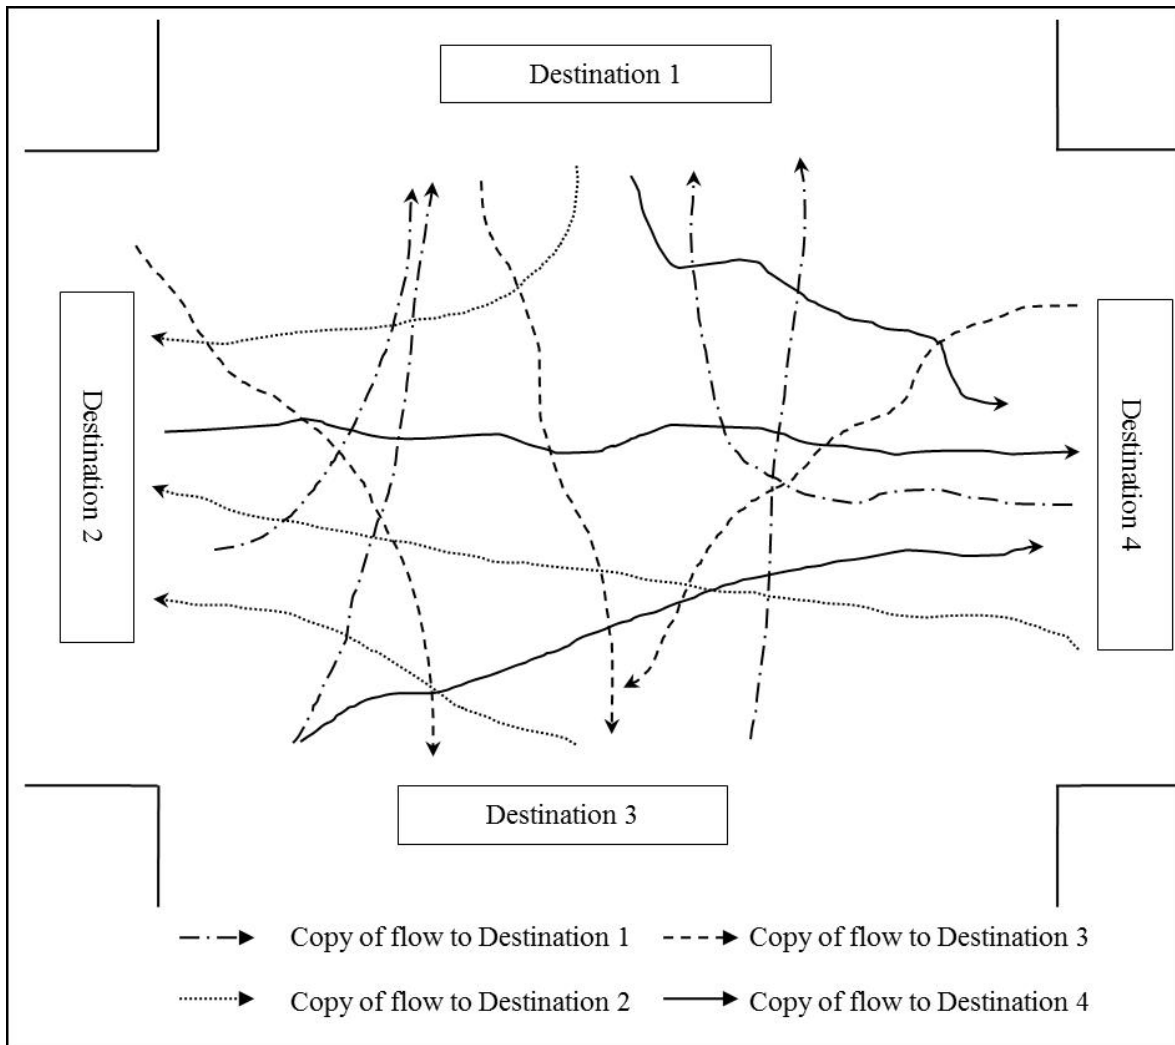 Destination 1
Destination 2
Destination 4
Destination 3
Copy of flow to Destination 1
Copy of flow to Destination 3
Copy of flow to Destination 2
Copy of flow to Destination 4